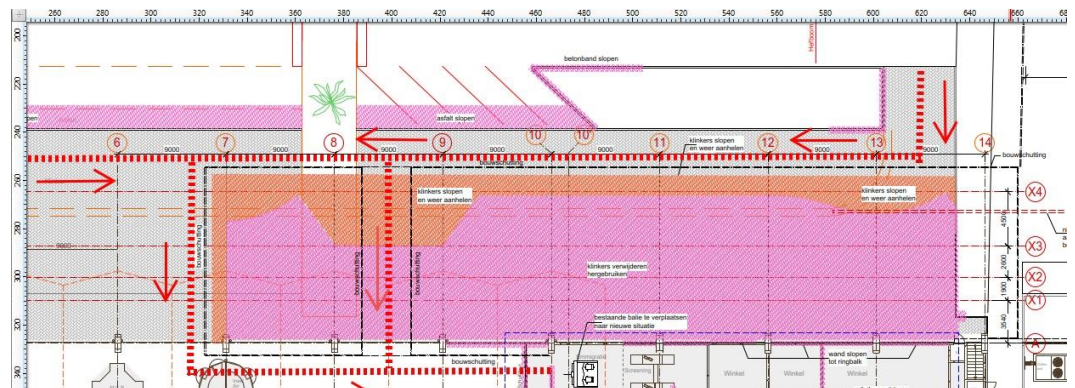 260 280 300 320 340 360 380 400 420 440 460 480 500 520 540 560 580 600 620 640 660
200
220
240
260
280
300
320
340
Hefboom
betonband slopen
asfalt slopen
6 7 8 9 10 10' 11 12 13 14
9000 9000 9000 9000 9000 9000 9000 9000
bouwschutting
klinkers slopen
en weer aanhelen
bouwschutting
klinkers slopen
en weer aanhelen
klinkers slopen
en weer aanhelen
X4
4500
X3
2600
X2
1900
X1
3540
A
9000
bouwschutting
bouwschutting
bouwschutting
klinkers verwijderen
hergebruiken
bestaande balie te verplaatsen
naar nieuwe situatie
bouwschutting
Screening
Winkel
Winkel
wand slopen
tot ringbalk
Winkel